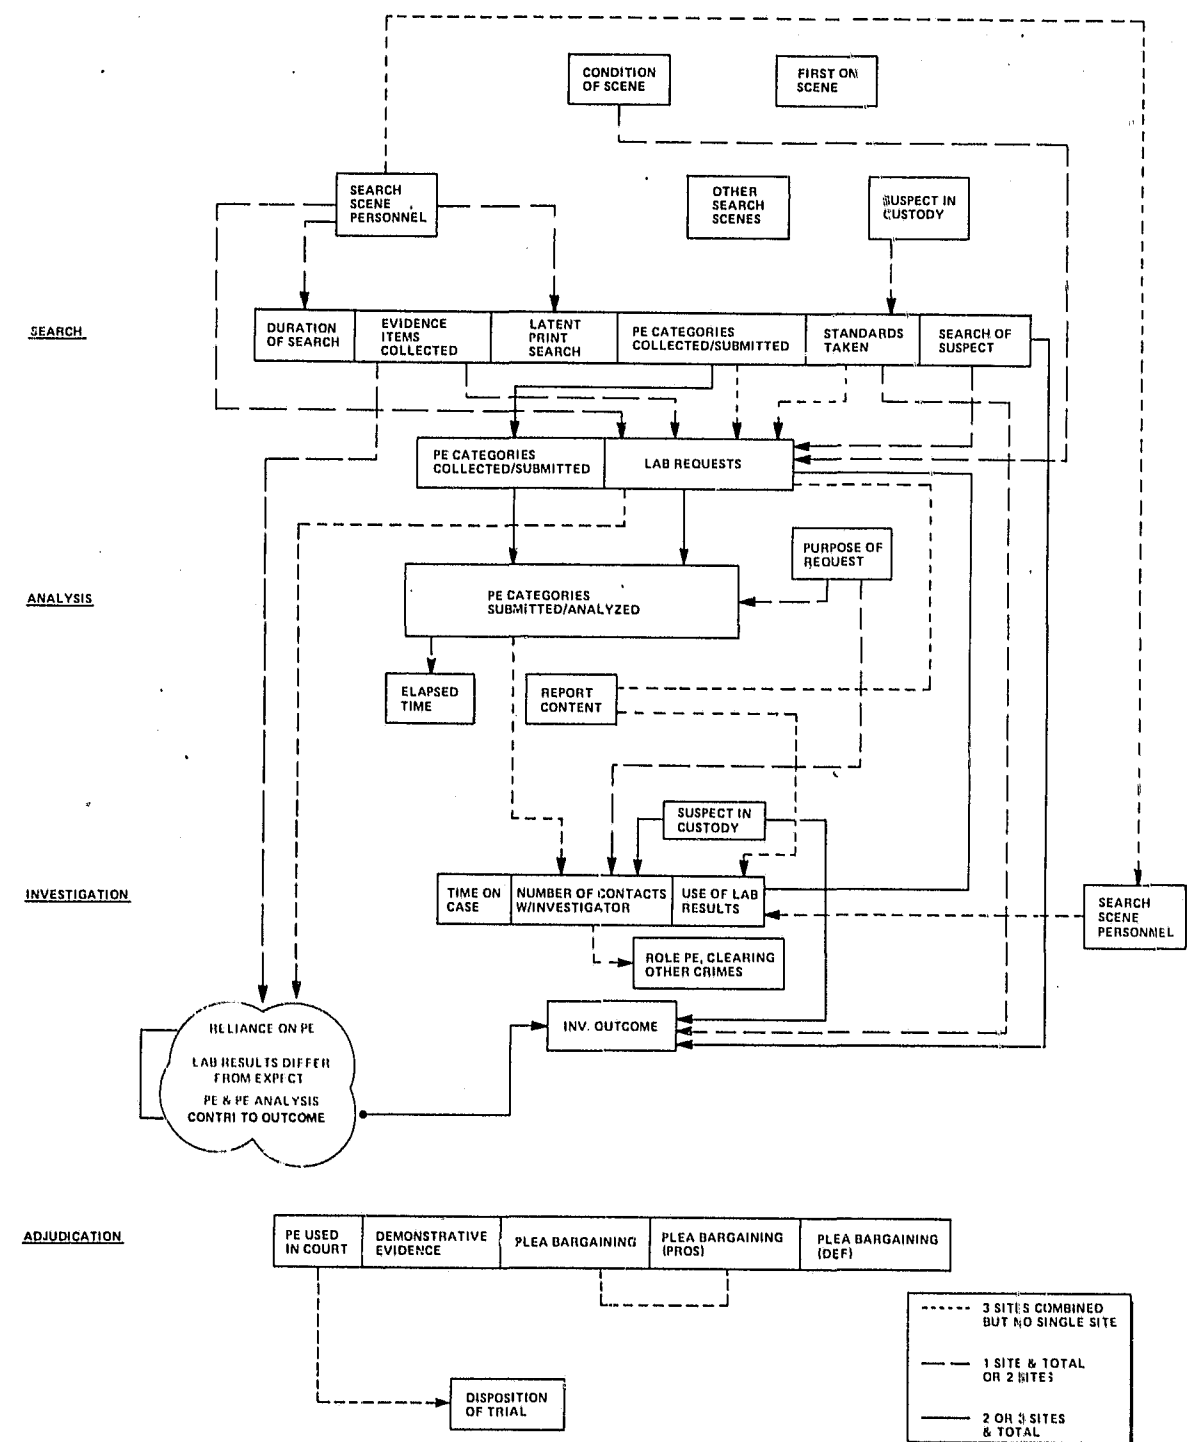 CONDITION
OF SCENE
FIRST ON
SCENE
SEARCH
SCENE
PERSONNEL
OTHER
SEARCH
SCENES
SUSPECT IN
CUSTODY
SEARCH
DURATION
OF SEARCH
EVIDENCE
ITEMS
COLLECTED
LATENT
PRINT
SEARCH
PE CATEGORIES
COLLECTED/SUBMITTED
STANDARDS
TAKEN
SEARCH OF
SUSPECT
PE CATEGORIES
COLLECTED/SUBMITTED
LAB REQUESTS
PURPOSE OF
REQUEST
ANALYSIS
PE CATEGORIES
SUBMITTED/ANALYZED
ELAPSED
TIME
REPORT
CONTENT
SUSPECT IN
CUSTODY
INVESTIGATION
TIME ON
CASE
NUMBER OF CONTACTS
W/INVESTIGATOR
USE OF LAB
RESULTS
SEARCH
SCENE
PERSONNEL
ROLE PE, CLEARING
OTHER CRIMES
INV. OUTCOME
RELIANCE ON PE
LAB RESULTS DIFFER
FROM EXPECT
PE & PE ANALYSIS
CONTRI TO OUTCOME
ADJUDICATION
PE USED
IN COURT
DEMONSTRATIVE
EVIDENCE
PLEA BARGAINING
PLEA BARGAINING
(PROS)
PLEA BARGAINING
(DEF)
DISPOSITION
OF TRIAL
3 SITES COMBINED
BUT NO SINGLE SITE
1 SITE & TOTAL
OR 2 SITES
2 OR 3 SITES
& TOTAL